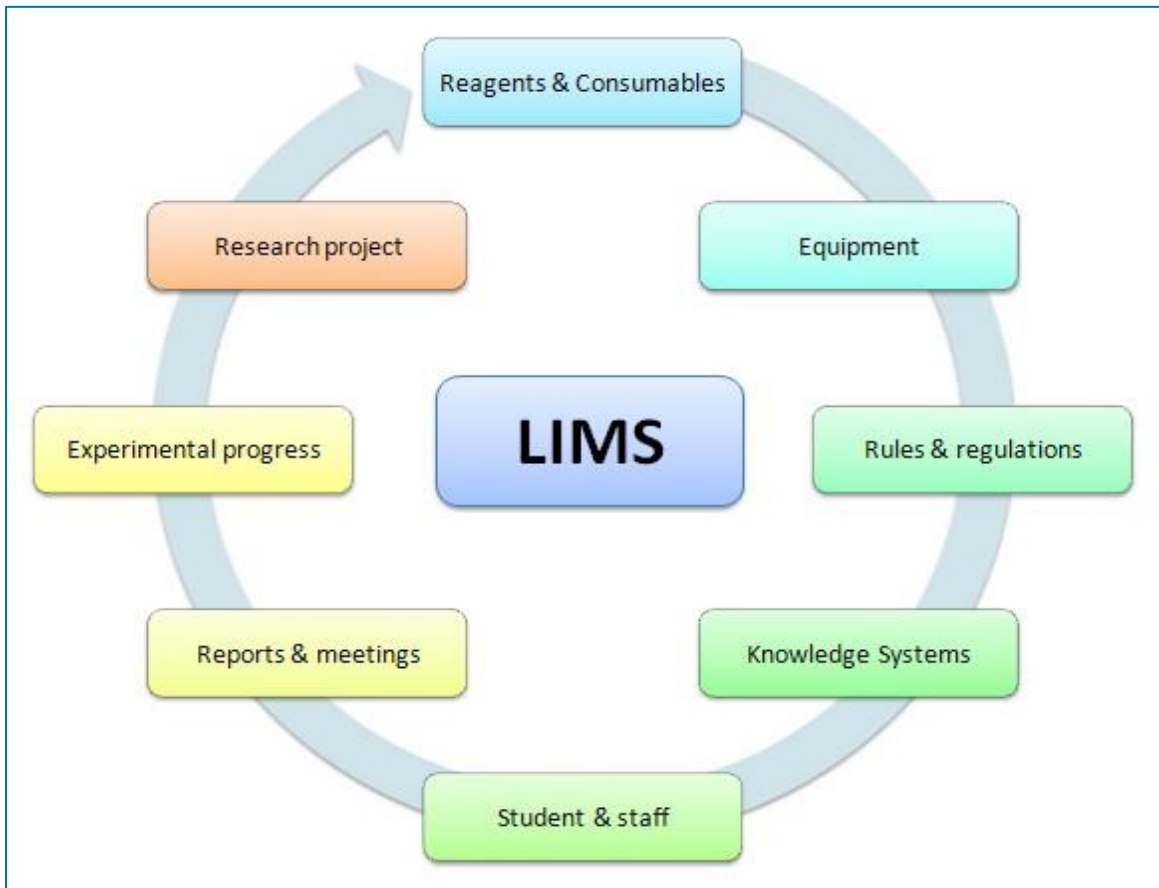 Reagents & Consumables
Equipment
Rules & regulations
Knowledge Systems
Student & staff
Reports & meetings
Experimental progress
Research project
LIMS